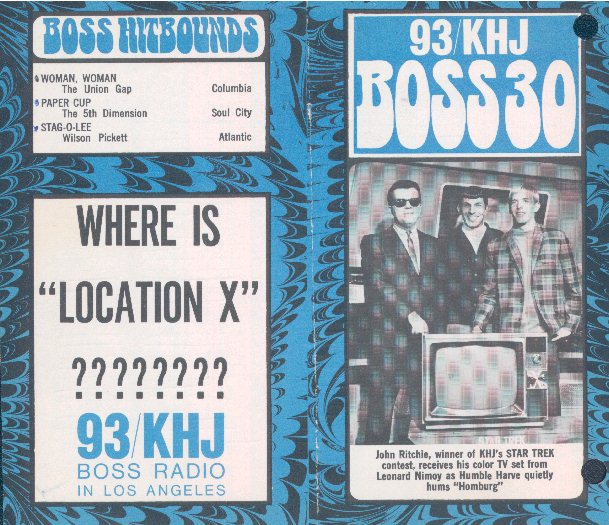 BOSS HITBOUNDS
WOMAN, WOMAN
The Union Gap Columbia
PAPER CUP
The 5th Dimension Soul City
STAG-O-LEE
Wilson Pickett Atlantic
WHERE IS
"LOCATION X"
????????
93/KHJ
BOSS RADIO
IN LOS ANGELES
93/KHJ
BOSS 30
STAR TREK
John Ritchie, winner of KHJ's STAR TREK
contest, receives his color TV set from
Leonard Nimoy as Humble Harve quietly
hums "Homburg"